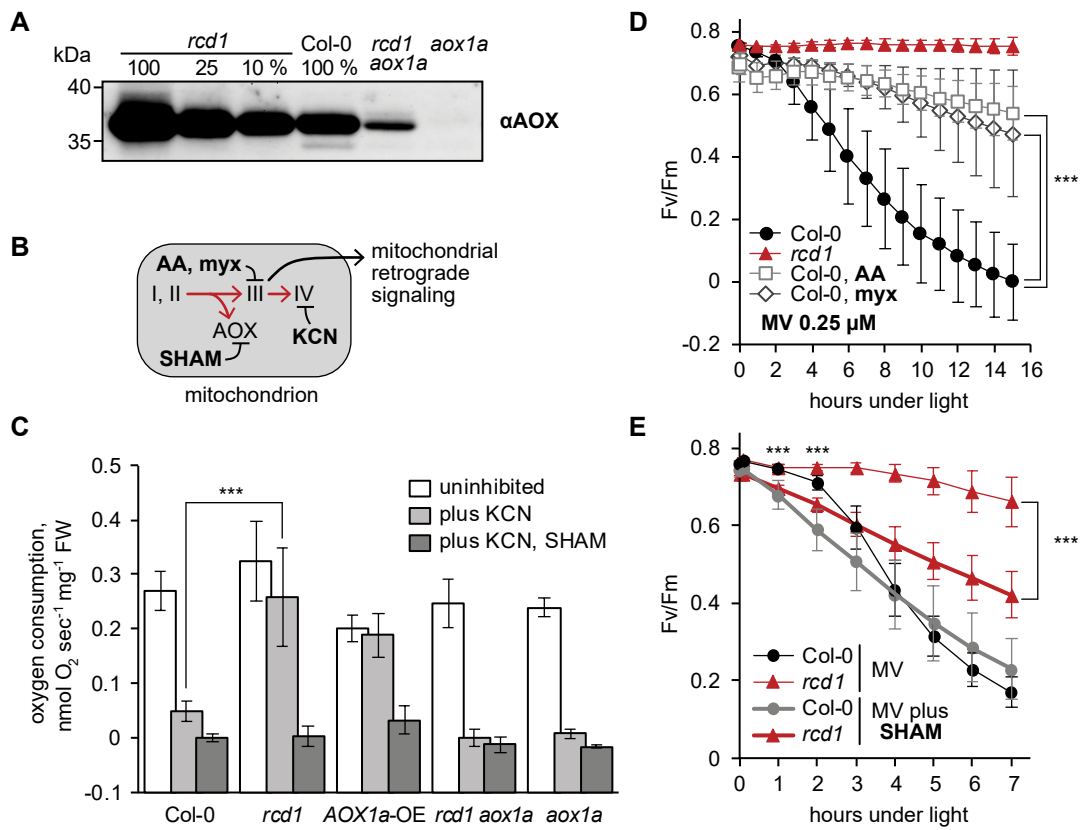 A
rcd1 Col-0 rcd1 aox1a aox1a
kDa 100 25 10 % 100 %
40
35
αAOX
B
AA, myx
mitochondrial
retrograde
signaling
I, II III IV
AOX
KCN
SHAM
mitochondrion
C
oxygen consumption,
nmol O₂ sec⁻¹ mg⁻¹ FW
0.5
0.4
0.3
0.2
0.1
0
-0.1
***
uninhibited
plus KCN
plus KCN, SHAM
Col-0 rcd1 AOX1a-OE rcd1 aox1a aox1a
D
Fv/Fm
0.8
0.6
0.4
0.2
0
-0.2
***
Col-0
rcd1
Col-0, AA
Col-0, myx
MV 0.25 µM
0 2 4 6 8 10 12 14 16
hours under light
E
Fv/Fm
0.8
0.6
0.4
0.2
0
*** ***
***
Col-0
rcd1
MV
Col-0
rcd1
MV plus
SHAM
0 1 2 3 4 5 6 7
hours under light